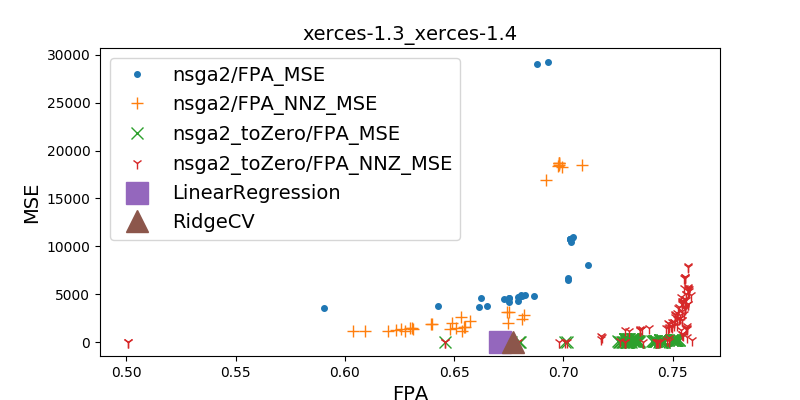 xerces-1.3_xerces-1.4
30000
25000
20000
15000
10000
5000
0
MSE
nsga2/FPA_MSE
nsga2/FPA_NNZ_MSE
nsga2_toZero/FPA_MSE
nsga2_toZero/FPA_NNZ_MSE
LinearRegression
RidgeCV
0.50 0.55 0.60 0.65 0.70 0.75
FPA